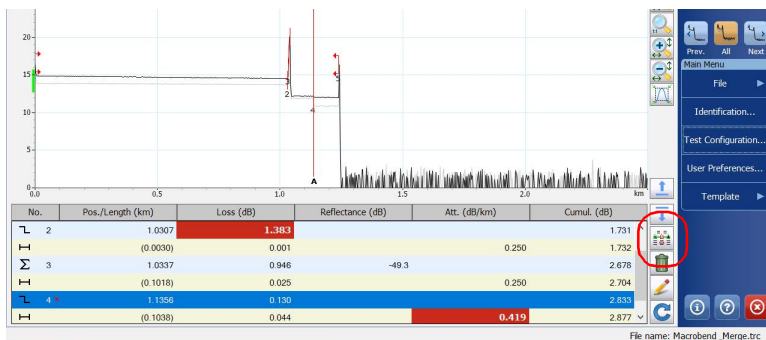 20
15
10
5
0.0
0.0
0.5
1.0
1.5
2.0
km
2
3
4
5
A
Prev.
All
Next
Main Menu
File
Identification...
Test Configuration...
User Preferences...
Template
No. Pos./Length (km) Loss (dB) Reflectance (dB) Att. (dB/km) Cumul. (dB)
2 1.0307 1.383 1.731
(0.0030) 0.001 0.250 1.732
Σ 3 1.0337 0.946 -49.3 2.678
(0.1018) 0.025 0.250 2.704
4 * 1.1356 0.130 2.833
(0.1038) 0.044 0.419 2.877
File name: Macrobend _Merge.trc